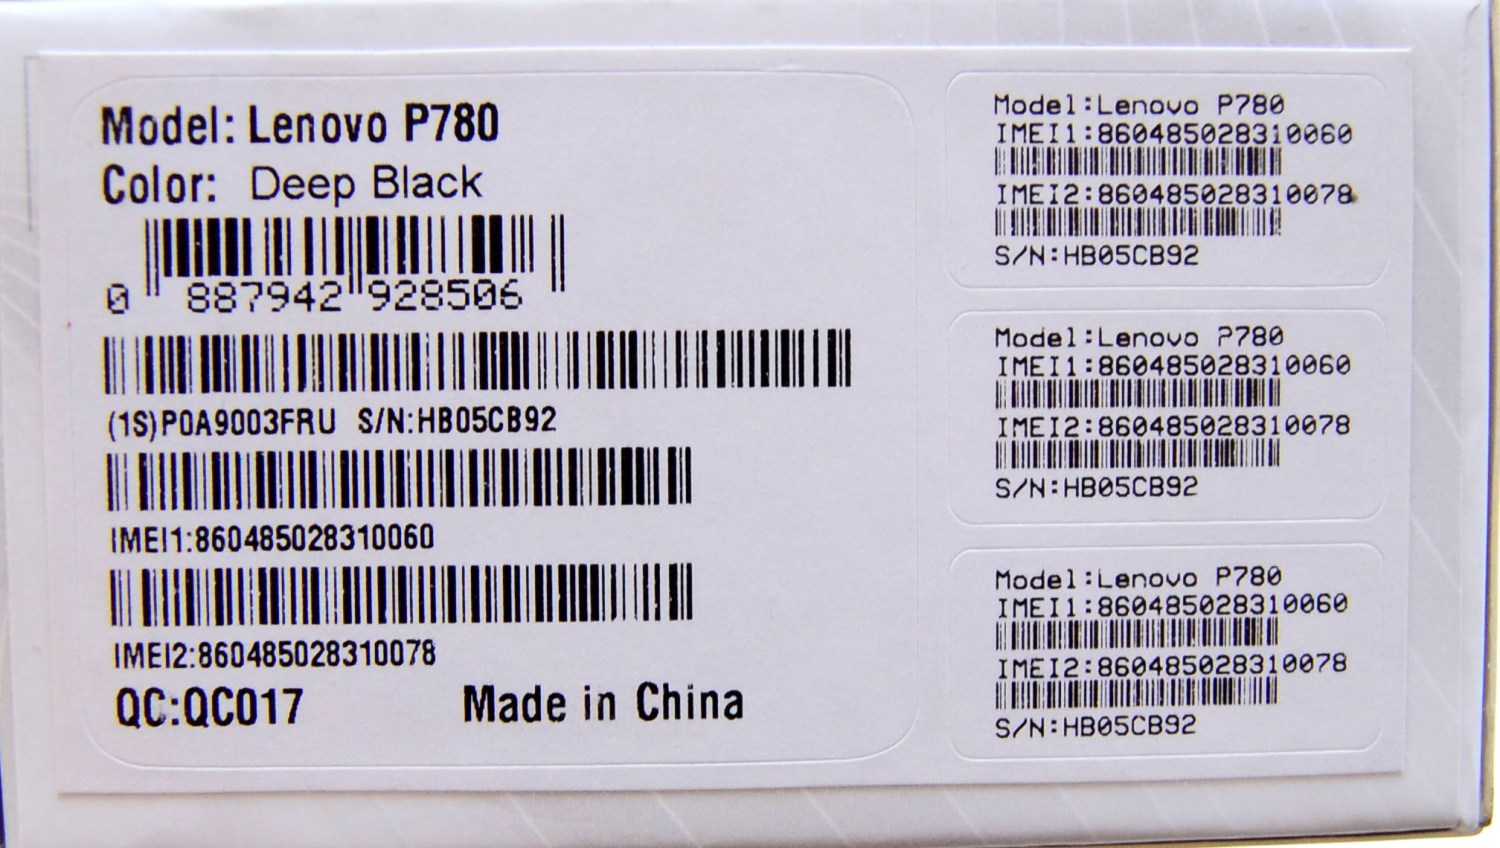 Model: Lenovo P780
Color: Deep Black
0 887942 928506
(1S)P0A9003FRU S/N:HB05CB92
IMEI1:860485028310060
IMEI2:860485028310078
QC:QC017 Made in China
Model:Lenovo P780
IMEI1:860485028310060
IMEI2:860485028310078
S/N:HB05CB92
Model:Lenovo P780
IMEI1:860485028310060
IMEI2:860485028310078
S/N:HB05CB92
Model:Lenovo P780
IMEI1:860485028310060
IMEI2:860485028310078
S/N:HB05CB92